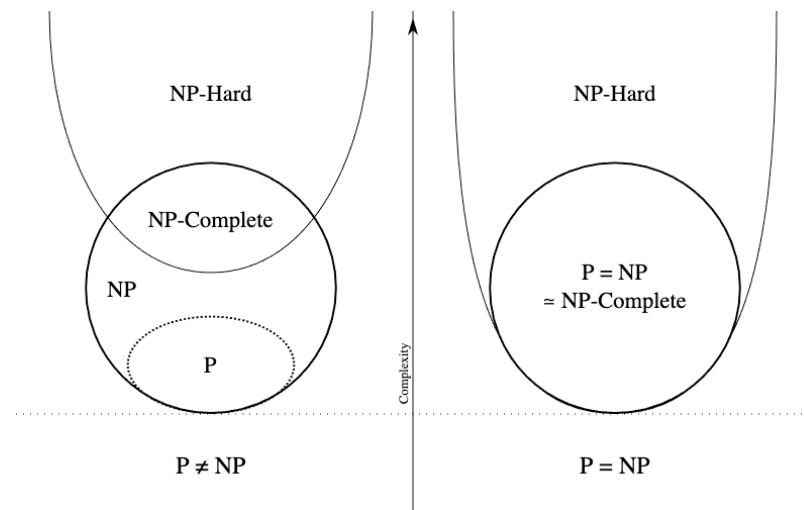 NP-Hard
NP-Complete
NP
P
P ≠ NP
Complexity
NP-Hard
P = NP
≃ NP-Complete
P = NP